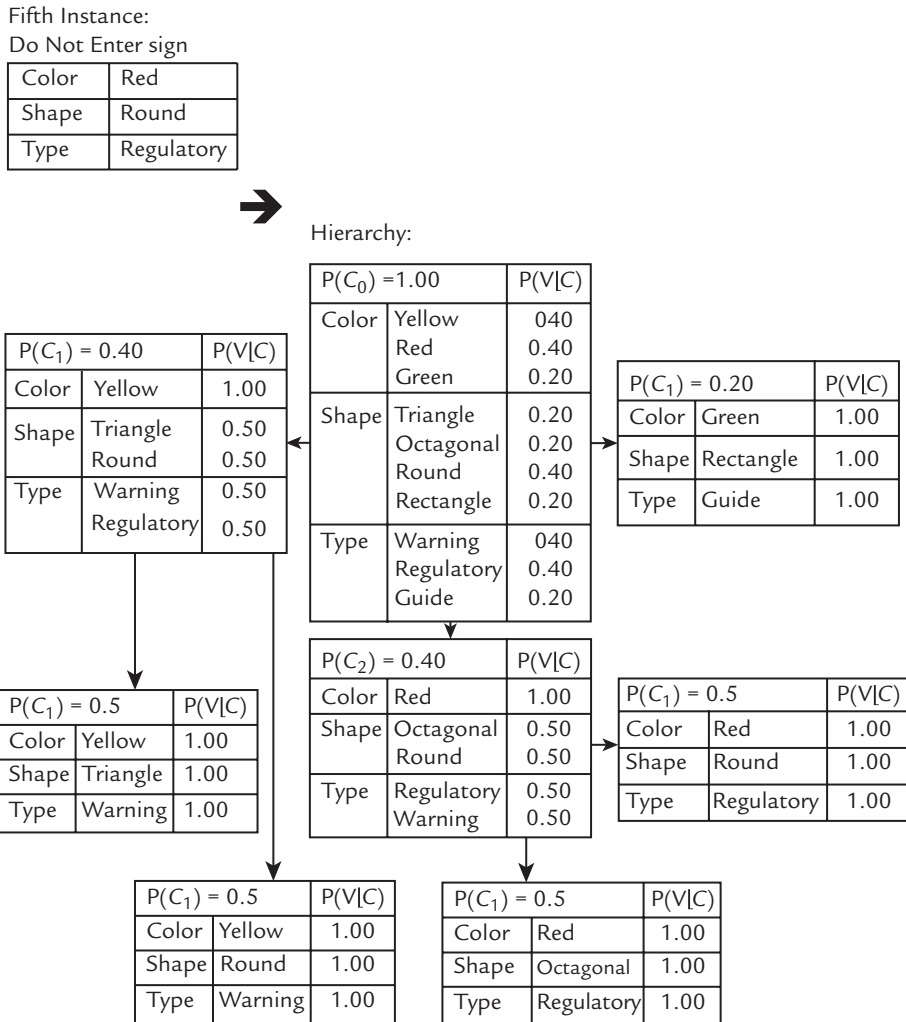 Fifth Instance:
Do Not Enter sign
Color Red
Shape Round
Type Regulatory
Hierarchy:
P(C0) =1.00 P(V|C)
Color Yellow 040
Red 0.40
Green 0.20
Shape Triangle 0.20
Octagonal 0.20
Round 0.40
Rectangle 0.20
Type Warning 040
Regulatory 0.40
Guide 0.20
P(C1) = 0.40 P(V|C)
Color Yellow 1.00
Shape Triangle 0.50
Round 0.50
Type Warning 0.50
Regulatory 0.50
P(C1) = 0.20 P(V|C)
Color Green 1.00
Shape Rectangle 1.00
Type Guide 1.00
P(C2) = 0.40 P(V|C)
Color Red 1.00
Shape Octagonal 0.50
Round 0.50
Type Regulatory 0.50
Warning 0.50
P(C1) = 0.5 P(V|C)
Color Yellow 1.00
Shape Triangle 1.00
Type Warning 1.00
P(C1) = 0.5 P(V|C)
Color Red 1.00
Shape Round 1.00
Type Regulatory 1.00
P(C1) = 0.5 P(V|C)
Color Yellow 1.00
Shape Round 1.00
Type Warning 1.00
P(C1) = 0.5 P(V|C)
Color Red 1.00
Shape Octagonal 1.00
Type Regulatory 1.00